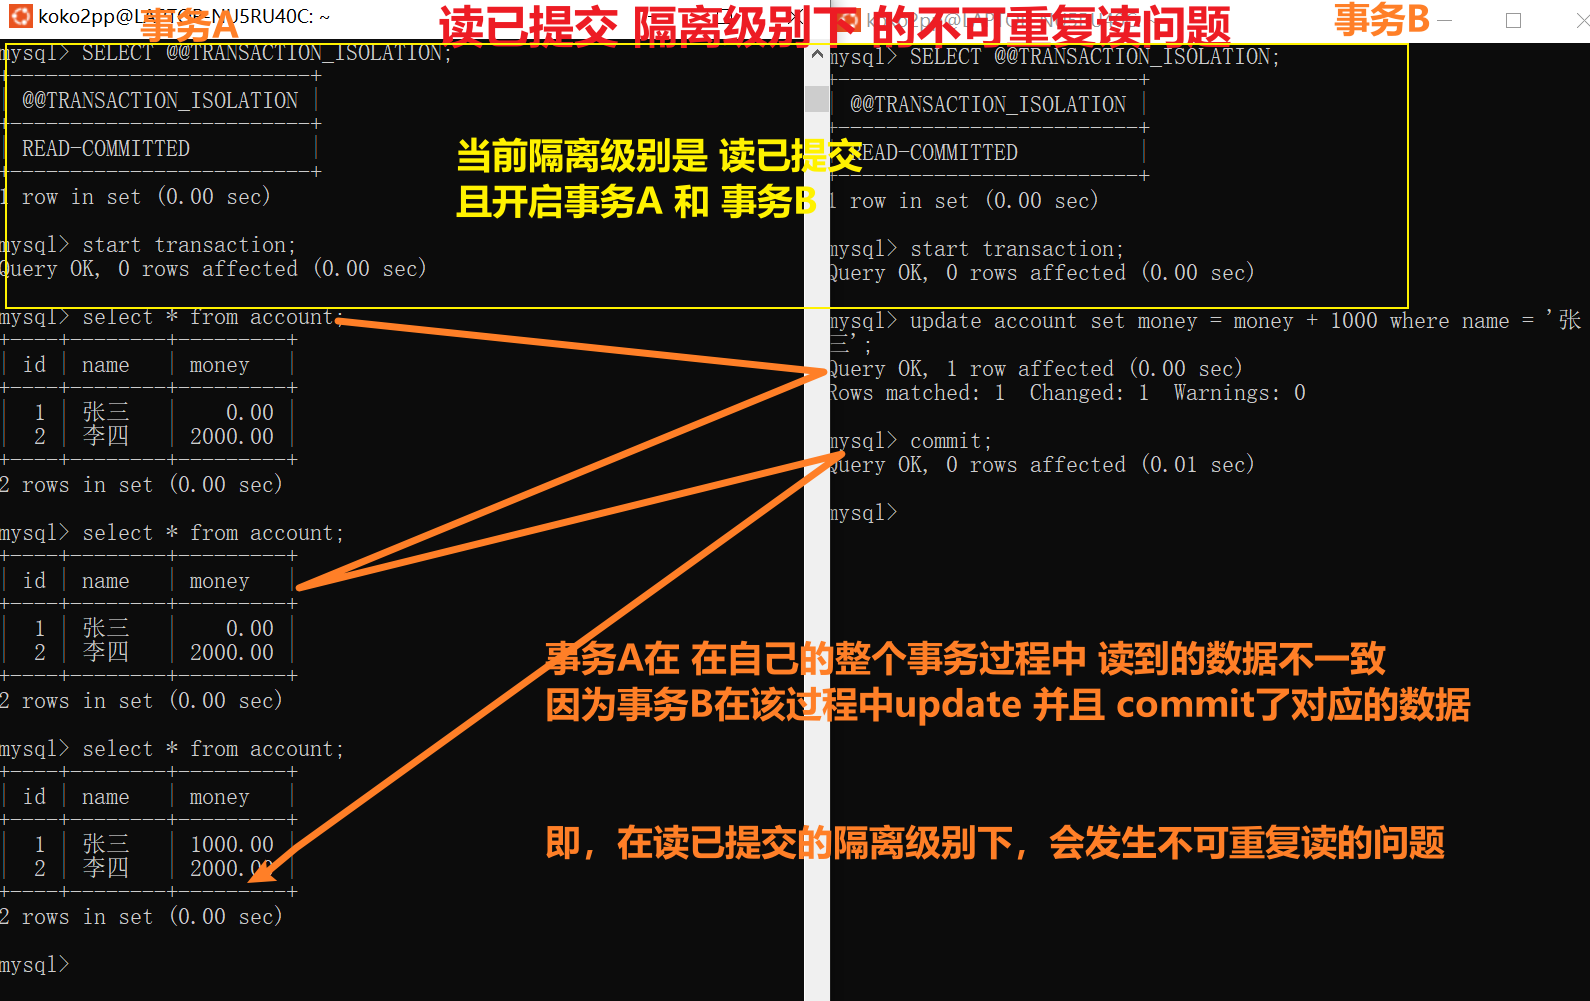 koko2pp@LAPTOP-NU5RU40C: ~
事务A
读已提交 隔离级别下 的不可重复读问题
事务B
mysql> SELECT @@TRANSACTION_ISOLATION;
+-------------------------+
| @@TRANSACTION_ISOLATION |
+-------------------------+
| READ-COMMITTED          |
+-------------------------+
1 row in set (0.00 sec)
mysql> start transaction;
Query OK, 0 rows affected (0.00 sec)
mysql> select * from account;
+----+--------+---------+
| id | name   | money   |
+----+--------+---------+
|  1 | 张三   |    0.00 |
|  2 | 李四   | 2000.00 |
+----+--------+---------+
2 rows in set (0.00 sec)
mysql> select * from account;
+----+--------+---------+
| id | name   | money   |
+----+--------+---------+
|  1 | 张三   |    0.00 |
|  2 | 李四   | 2000.00 |
+----+--------+---------+
2 rows in set (0.00 sec)
mysql> select * from account;
+----+--------+---------+
| id | name   | money   |
+----+--------+---------+
|  1 | 张三   | 1000.00 |
|  2 | 李四   | 2000.00 |
+----+--------+---------+
2 rows in set (0.00 sec)
mysql>
当前隔离级别是 读已提交
且开启事务A 和 事务B
mysql> SELECT @@TRANSACTION_ISOLATION;
+-------------------------+
| @@TRANSACTION_ISOLATION |
+-------------------------+
| READ-COMMITTED          |
+-------------------------+
1 row in set (0.00 sec)
mysql> start transaction;
Query OK, 0 rows affected (0.00 sec)
mysql> update account set money = money + 1000 where name = '张
三';
Query OK, 1 row affected (0.00 sec)
Rows matched: 1  Changed: 1  Warnings: 0
mysql> commit;
Query OK, 0 rows affected (0.01 sec)
mysql>
事务A在 在自己的整个事务过程中 读到的数据不一致
因为事务B在该过程中update 并且 commit了对应的数据
即，在读已提交的隔离级别下，会发生不可重复读的问题